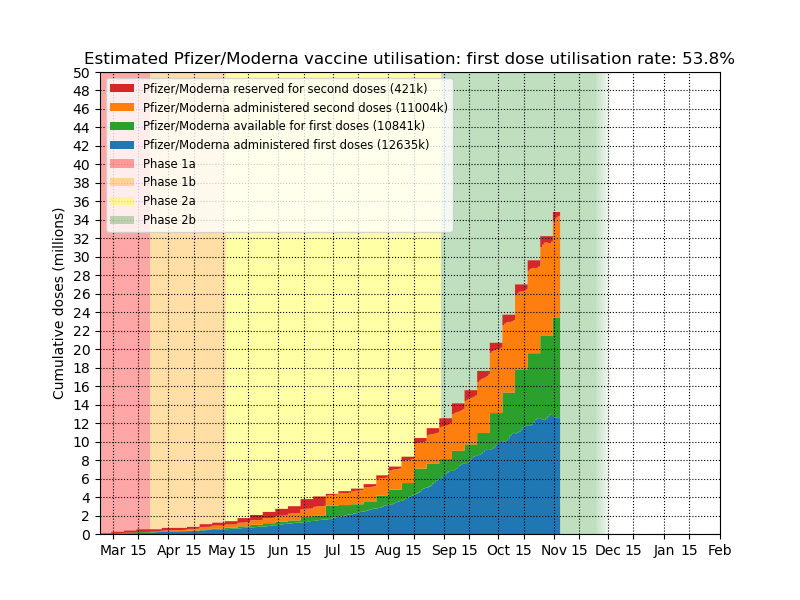 Estimated Pfizer/Moderna vaccine utilisation: first dose utilisation rate: 53.8%
Cumulative doses (millions)
50
48
46
44
42
40
38
36
34
32
30
28
26
24
22
20
18
16
14
12
10
8
6
4
2
0
Pfizer/Moderna reserved for second doses (421k)
Pfizer/Moderna administered second doses (11004k)
Pfizer/Moderna available for first doses (10841k)
Pfizer/Moderna administered first doses (12635k)
Phase 1a
Phase 1b
Phase 2a
Phase 2b
Mar 15 Apr 15 May 15 Jun 15 Jul 15 Aug 15 Sep 15 Oct 15 Nov 15 Dec 15 Jan 15 Feb